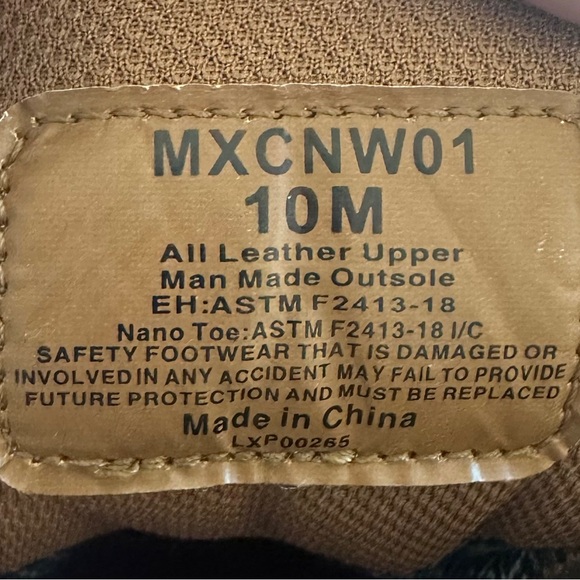 MXCNW01
10M
All Leather Upper
Man Made Outsole
EH:ASTM F2413-18
Nano Toe:ASTM F2413-18 I/C
SAFETY FOOTWEAR THAT IS DAMAGED OR
INVOLVED IN ANY ACCIDENT MAY FAIL TO PROVIDE
FUTURE PROTECTION AND MUST BE REPLACED
Made in China
LXP00265